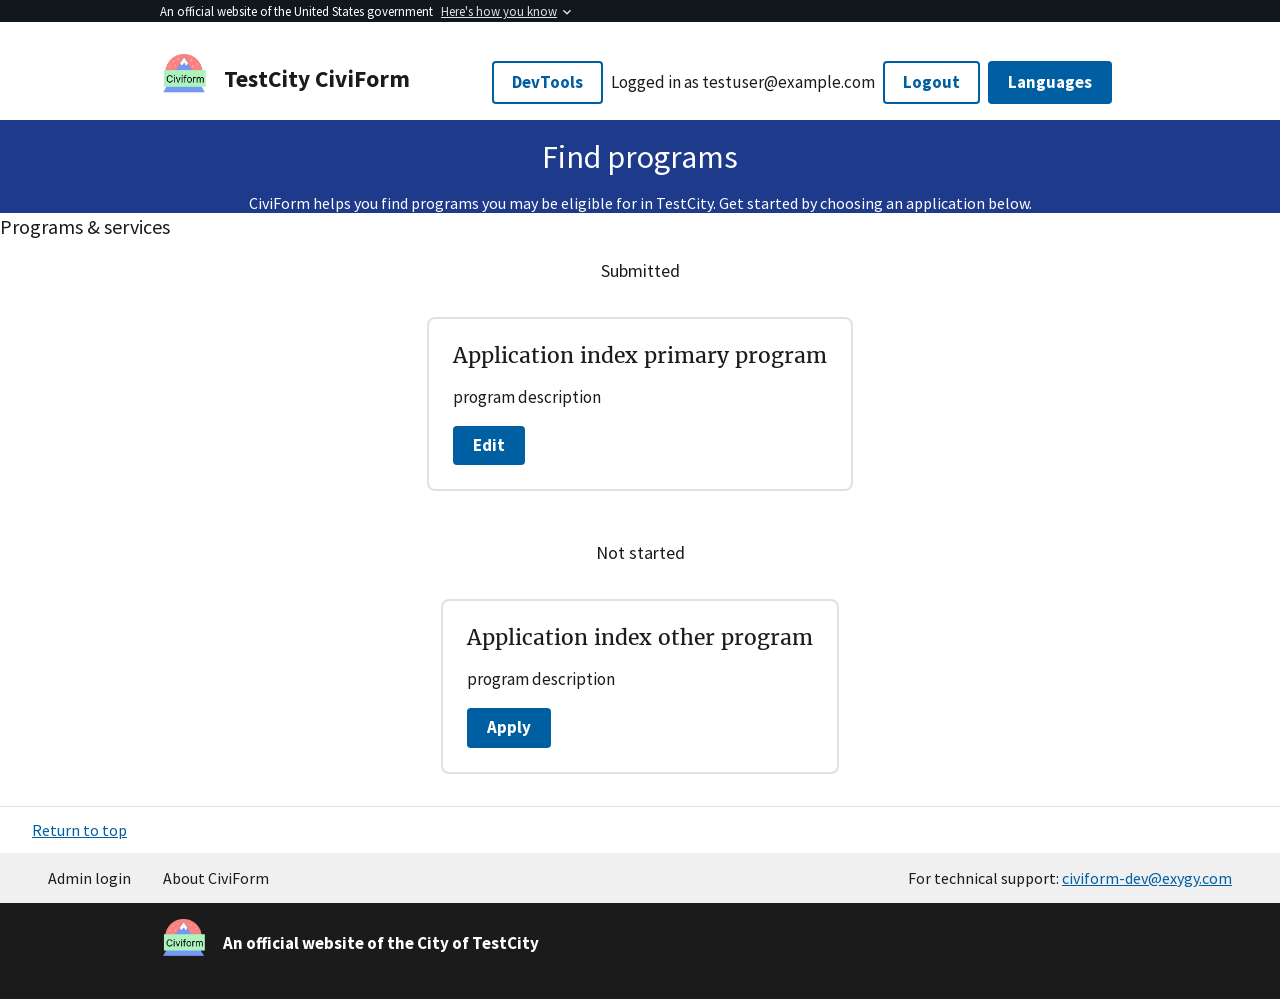 An official website of the United States government Here's how you know
Civiform TestCity CiviForm DevTools Logged in as testuser@example.com Logout Languages
Find programs
CiviForm helps you find programs you may be eligible for in TestCity. Get started by choosing an application below.
Programs & services
Submitted
Application index primary program
program description
Edit
Not started
Application index other program
program description
Apply
Return to top
Admin login About CiviForm For technical support: civiform-dev@exygy.com
Civiform An official website of the City of TestCity